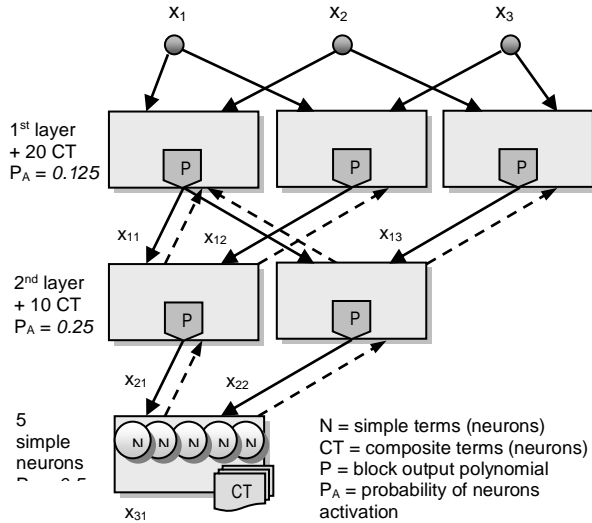 x1 x2 x3
1st layer
+ 20 CT
PA = 0.125
P P
x11 x12 x13
2nd layer
+ 10 CT
PA = 0.25
P P
x21 x22
5
simple
neurons
N N N N N
CT
x31
N = simple terms (neurons)
CT = composite terms (neurons)
P = block output polynomial
PA = probability of neurons
activation